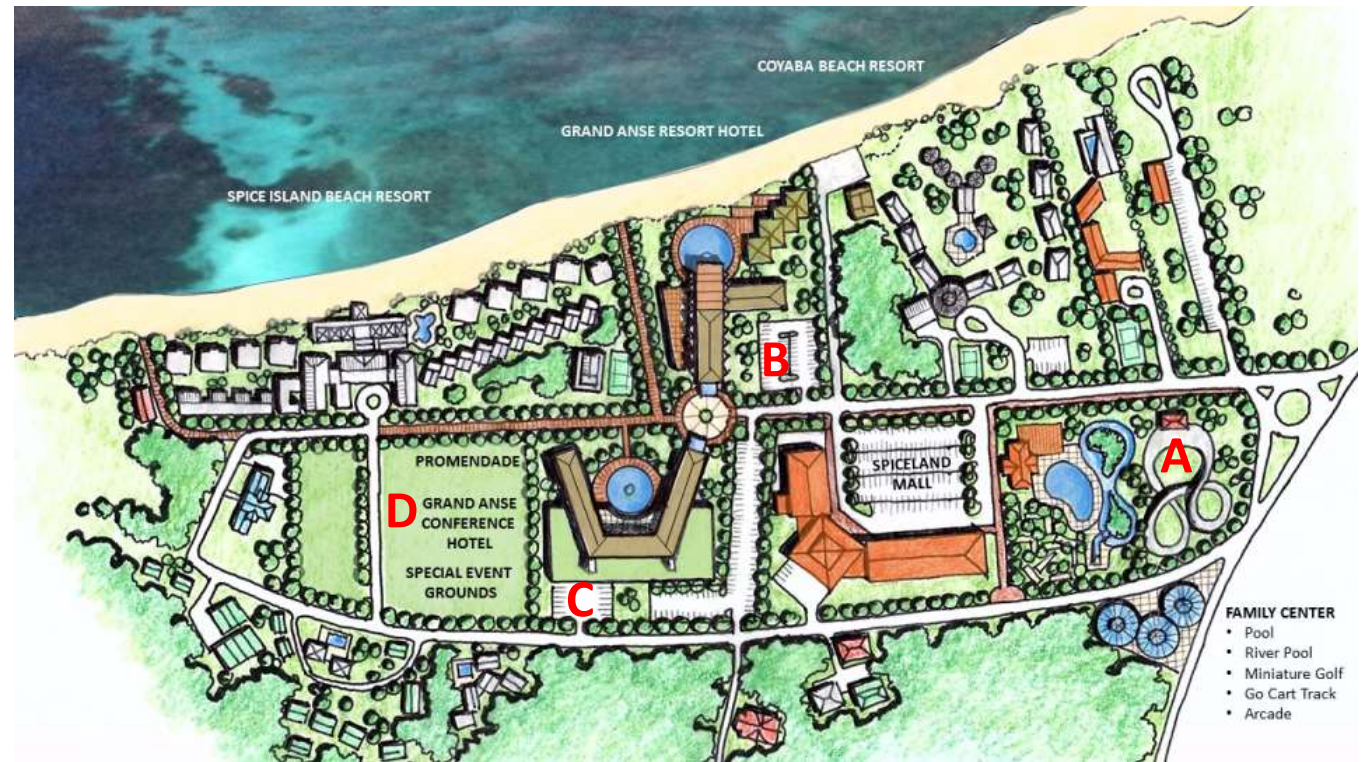 COYABA BEACH RESORT
GRAND ANSE RESORT HOTEL
SPICE ISLAND BEACH RESORT
B
A
PROMENDADE
SPICELAND
MALL
D
GRAND ANSE
CONFERENCE
HOTEL
SPECIAL EVENT
GROUNDS
C
FAMILY CENTER
• Pool
• River Pool
• Miniature Golf
• Go Cart Track
• Arcade